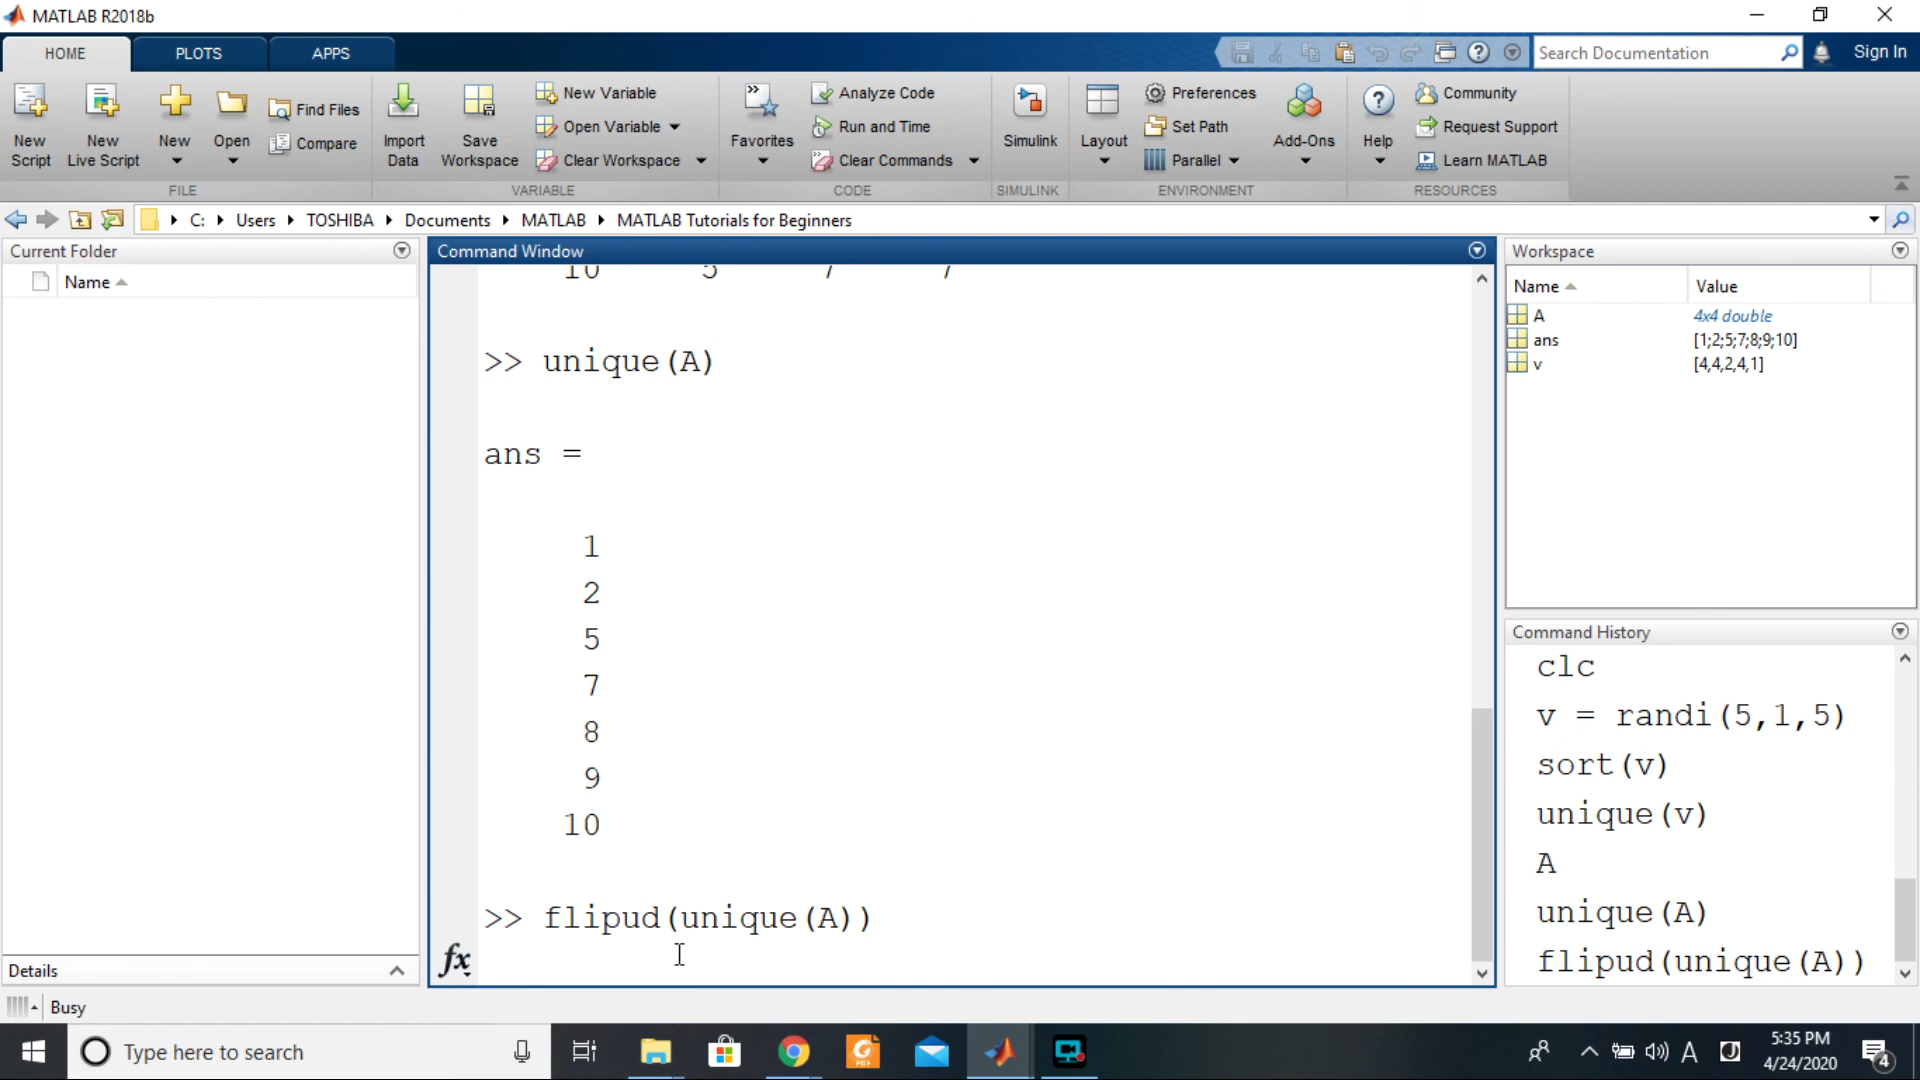 MATLAB R2018b
HOME PLOTS APPS
Search Documentation Sign In
New Script
New Live Script
New
Open
Find Files
Compare
FILE
Import Data
Save Workspace
New Variable
Open Variable
Clear Workspace
VARIABLE
Favorites
Analyze Code
Run and Time
Clear Commands
CODE
Simulink
SIMULINK
Layout
Preferences
Set Path
Parallel
Add-Ons
ENVIRONMENT
Help
Community
Request Support
Learn MATLAB
RESOURCES
C: Users TOSHIBA Documents MATLAB MATLAB Tutorials for Beginners
Current Folder
Name
Details
Command Window
10 5 7 7
>> unique(A)
ans =
1
2
5
7
8
9
10
>> flipud(unique(A))
fx
Workspace
Name Value
A 4x4 double
ans [1;2;5;7;8;9;10]
v [4,4,2,4,1]
Command History
clc
v = randi(5,1,5)
sort(v)
unique(v)
A
unique(A)
flipud(unique(A))
Busy
Type here to search
PDF
A
5:35 PM
4/24/2020
4